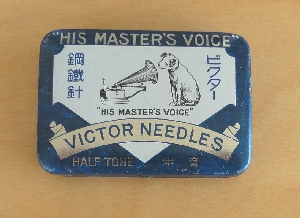 "HIS MASTER'S VOICE"
鋼鐵針
ビクター
"HIS MASTER'S VOICE"
VICTOR NEEDLES
HALF TONE 中音